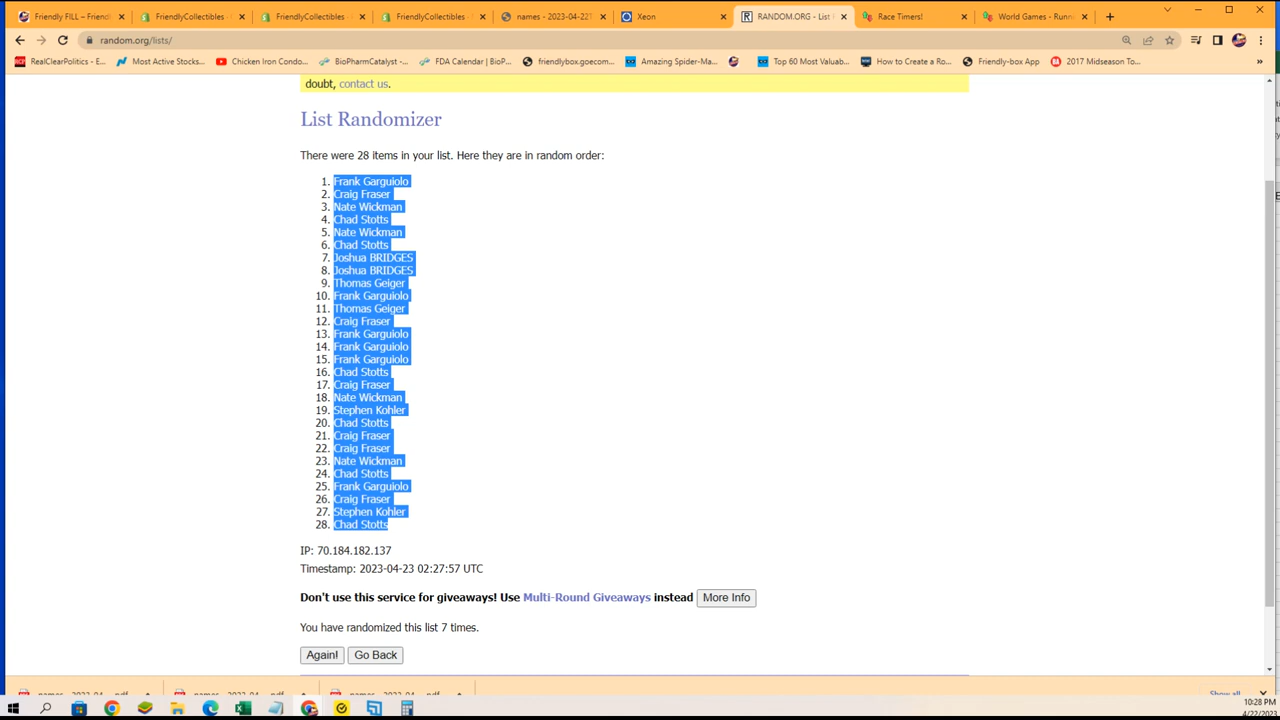 Friendly FILL – Friendly
FriendlyCollectibles
FriendlyCollectibles
FriendlyCollectibles
names - 2023-04-221
Xeon
RANDOM.ORG - List
Race Timers!
World Games - Runn
random.org/lists/
RealClearPolitics - E...
Most Active Stocks...
Chicken Iron Condo...
BioPharmCatalyst -...
FDA Calendar | BioP...
friendlybox.goecom...
Amazing Spider-Ma...
Top 60 Most Valuab...
How to Create a Ro...
Friendly-box App
2017 Midseason To...
doubt, contact us.
List Randomizer
There were 28 items in your list. Here they are in random order:
1. Frank Garguiolo
2. Craig Fraser
3. Nate Wickman
4. Chad Stotts
5. Nate Wickman
6. Chad Stotts
7. Joshua BRIDGES
8. Joshua BRIDGES
9. Thomas Geiger
10. Frank Garguiolo
11. Thomas Geiger
12. Craig Fraser
13. Frank Garguiolo
14. Frank Garguiolo
15. Frank Garguiolo
16. Chad Stotts
17. Craig Fraser
18. Nate Wickman
19. Stephen Kohler
20. Chad Stotts
21. Craig Fraser
22. Craig Fraser
23. Nate Wickman
24. Chad Stotts
25. Frank Garguiolo
26. Craig Fraser
27. Stephen Kohler
28. Chad Stotts
IP: 70.184.182.137
Timestamp: 2023-04-23 02:27:57 UTC
Don't use this service for giveaways! Use Multi-Round Giveaways instead More Info
You have randomized this list 7 times.
Again! Go Back
Show all
10:28 PM
4/22/2023